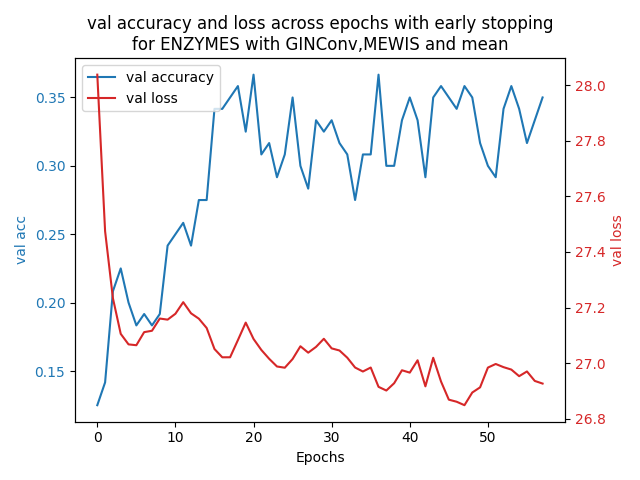 val accuracy and loss across epochs with early stopping
for ENZYMES with GINConv,MEWIS and mean
val accuracy
val loss
val acc
0.35
0.30
0.25
0.20
0.15
28.0
27.8
27.6
27.4
27.2
27.0
26.8
val loss
0 10 20 30 40 50
Epochs